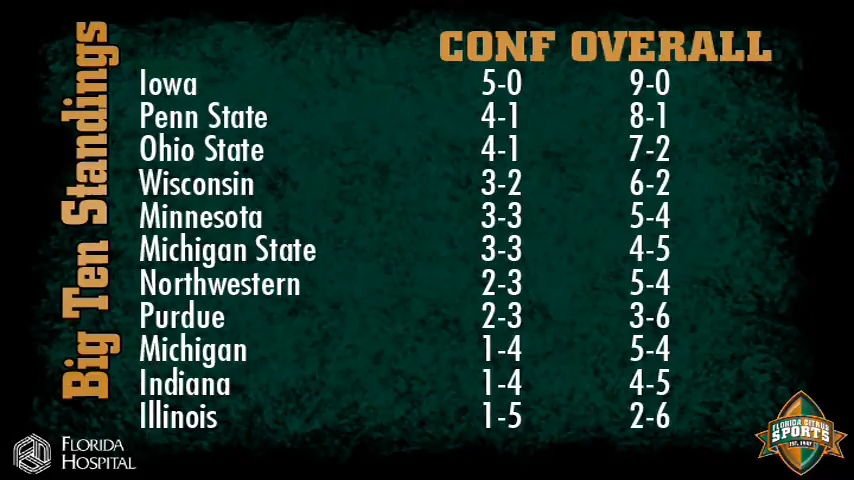 Big Ten Standings
CONF OVERALL
Iowa 5-0 9-0
Penn State 4-1 8-1
Ohio State 4-1 7-2
Wisconsin 3-2 6-2
Minnesota 3-3 5-4
Michigan State 3-3 4-5
Northwestern 2-3 5-4
Purdue 2-3 3-6
Michigan 1-4 5-4
Indiana 1-4 4-5
Illinois 1-5 2-6
FLORIDA
HOSPITAL
FLORIDA CITRUS
SPORTS
EST. 1947